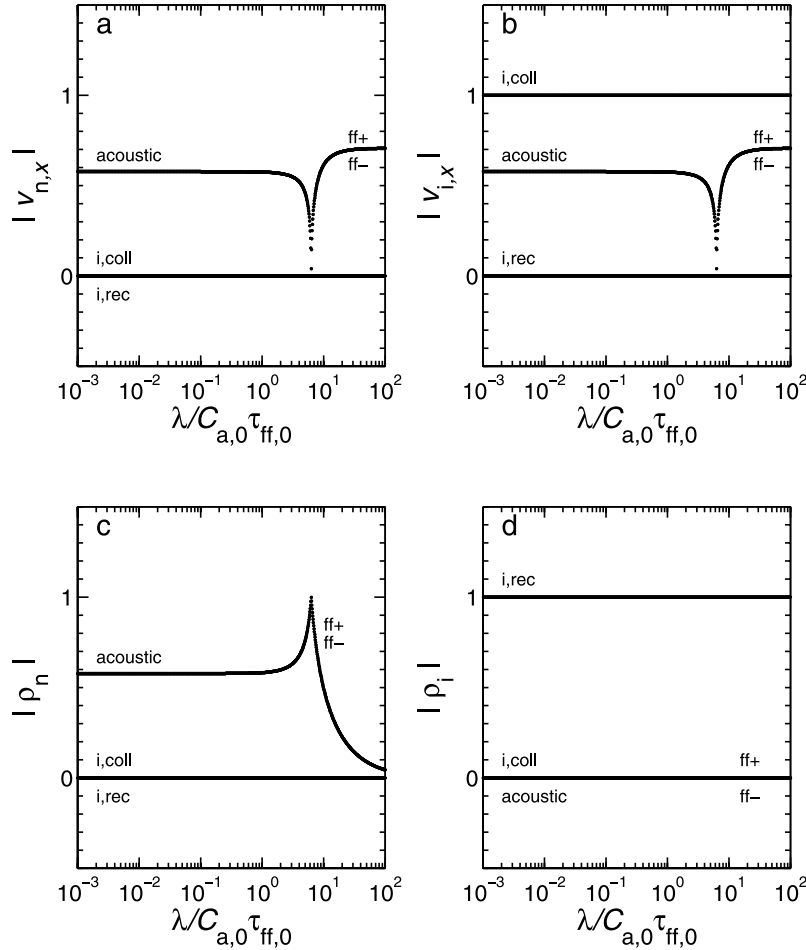 a
| v_n,x |
1
0
acoustic
ff+
ff−
i,coll
i,rec
10^−3 10^−2 10^−1 10^0 10^1 10^2
λ/C_a,0 τ_ff,0
b
| v_i,x |
1
0
i,coll
acoustic
ff+
ff−
i,rec
10^−3 10^−2 10^−1 10^0 10^1 10^2
λ/C_a,0 τ_ff,0
c
| ρ_n |
1
0
ff+
ff−
acoustic
i,coll
i,rec
10^−3 10^−2 10^−1 10^0 10^1 10^2
λ/C_a,0 τ_ff,0
d
| ρ_i |
1
0
i,rec
i,coll ff+
acoustic ff−
10^−3 10^−2 10^−1 10^0 10^1 10^2
λ/C_a,0 τ_ff,0